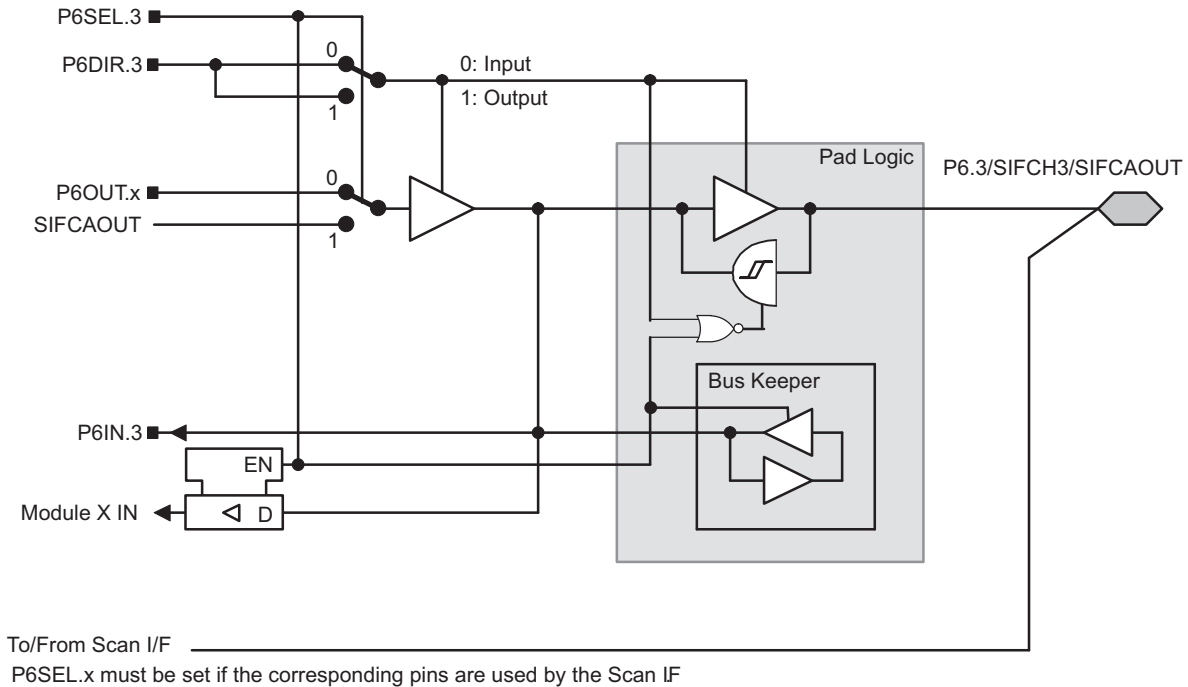 P6SEL.3
P6DIR.3
0
1
0: Input
1: Output
P6OUT.x
SIFCAOUT
0
1
Pad Logic
P6.3/SIFCH3/SIFCAOUT
Bus Keeper
P6IN.3
EN
D
Module X IN
To/From Scan I/F
P6SEL.x must be set if the corresponding pins are used by the Scan I.F